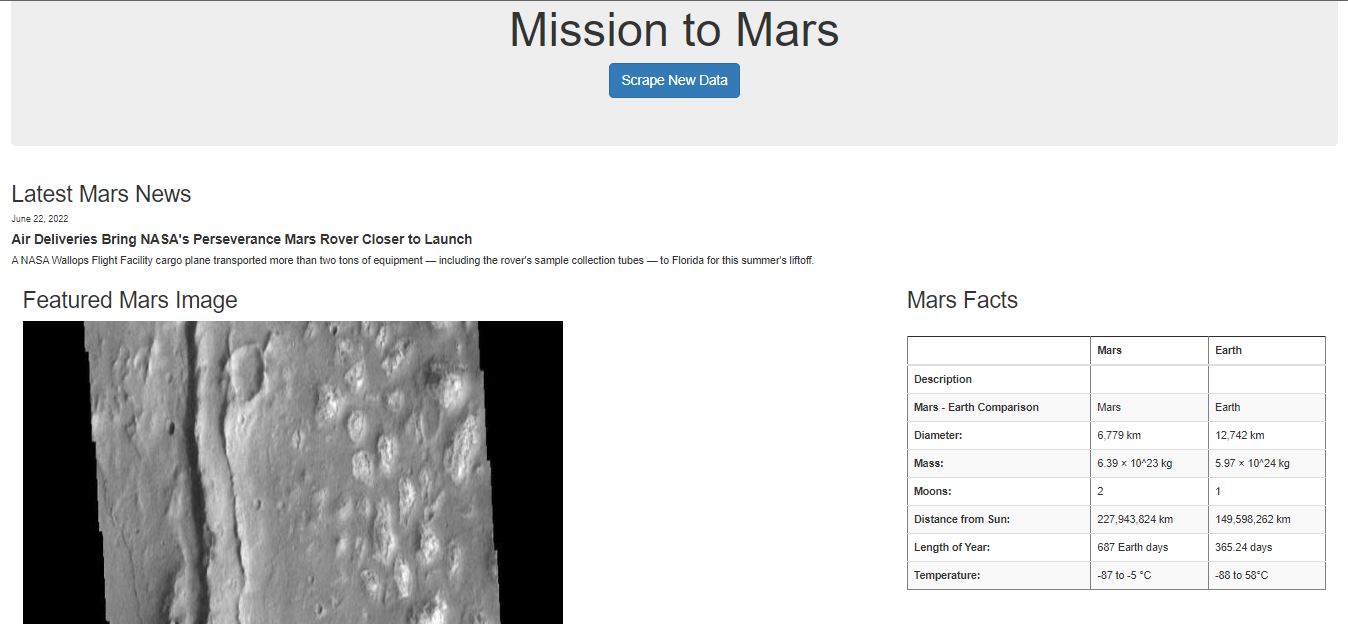 Mission to Mars
Scrape New Data
Latest Mars News
June 22, 2022
Air Deliveries Bring NASA's Perseverance Mars Rover Closer to Launch
A NASA Wallops Flight Facility cargo plane transported more than two tons of equipment — including the rover's sample collection tubes — to Florida for this summer's liftoff.
Featured Mars Image
Mars Facts
Mars Earth
Description
Mars - Earth Comparison Mars Earth
Diameter: 6,779 km 12,742 km
Mass: 6.39 × 10^23 kg 5.97 × 10^24 kg
Moons: 2 1
Distance from Sun: 227,943,824 km 149,598,262 km
Length of Year: 687 Earth days 365.24 days
Temperature: -87 to -5 °C -88 to 58°C